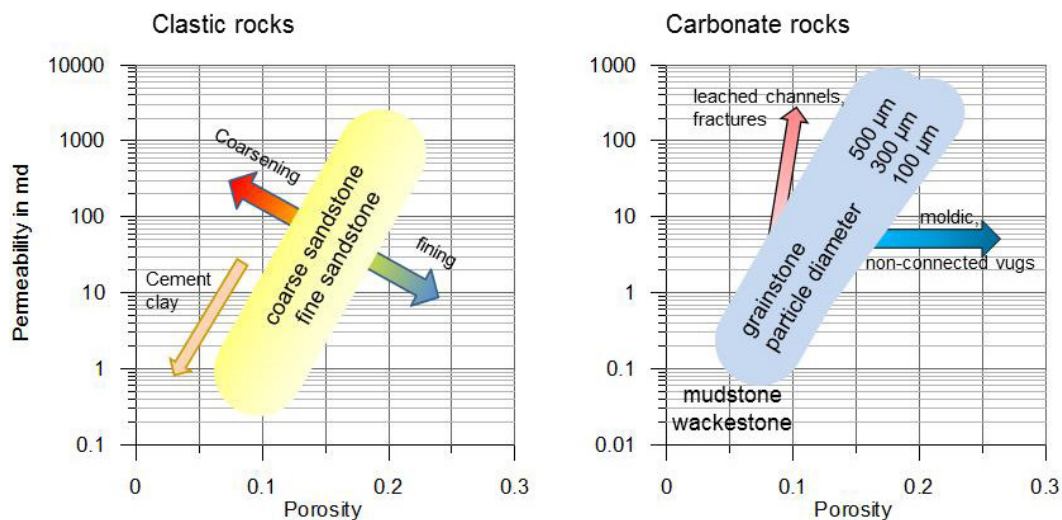 Clastic rocks
Permeability in md
10000
1000
100
10
1
0.1
0
0.1
0.2
0.3
Porosity
Coarsening
fining
Cement
clay
coarse sandstone
fine sandstone
Carbonate rocks
1000
100
10
1
0.1
0.01
0
0.1
0.2
0.3
Porosity
leached channels,
fractures
500 µm
300 µm
100 µm
moldic,
non-connected vugs
grainstone
particle diameter
mudstone
wackestone